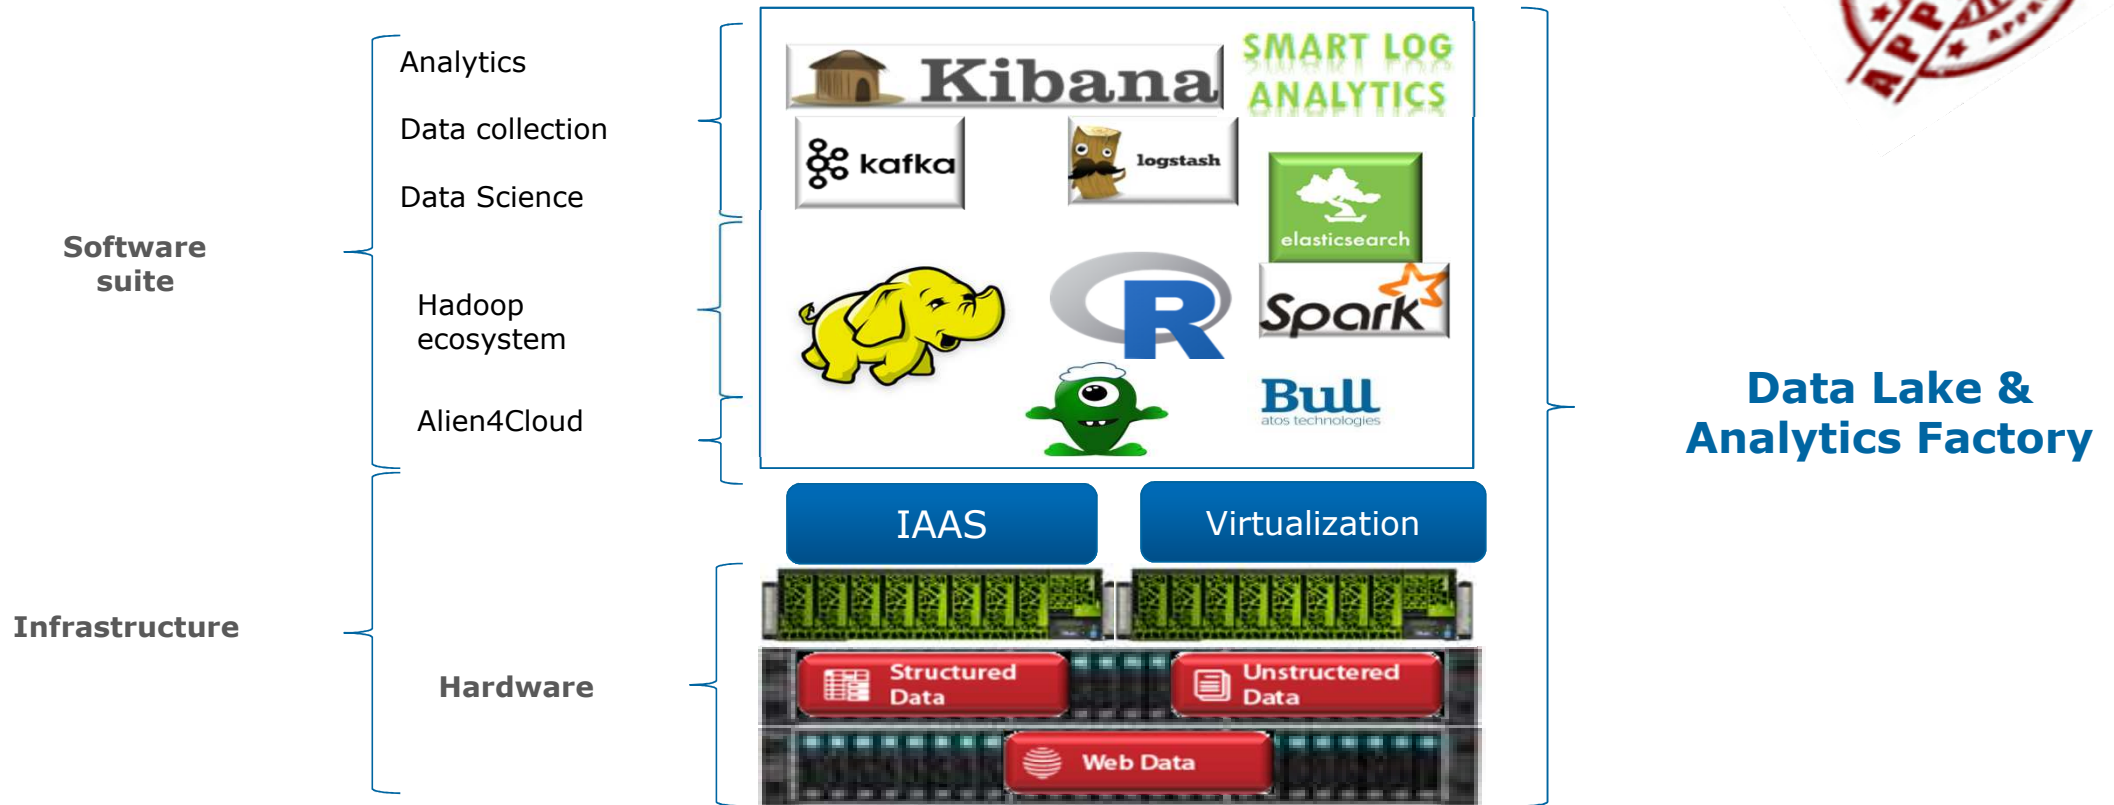 Analytics
Data collection
Data Science
Software
suite
Hadoop
ecosystem
Alien4Cloud
Infrastructure
Hardware
Kibana
SMART LOG
ANALYTICS
kafka
logstash
elasticsearch
R
Spark
Bull
atos technologies
IAAS
Virtualization
Structured
Data
Unstructered
Data
Web Data
Data Lake &
Analytics Factory